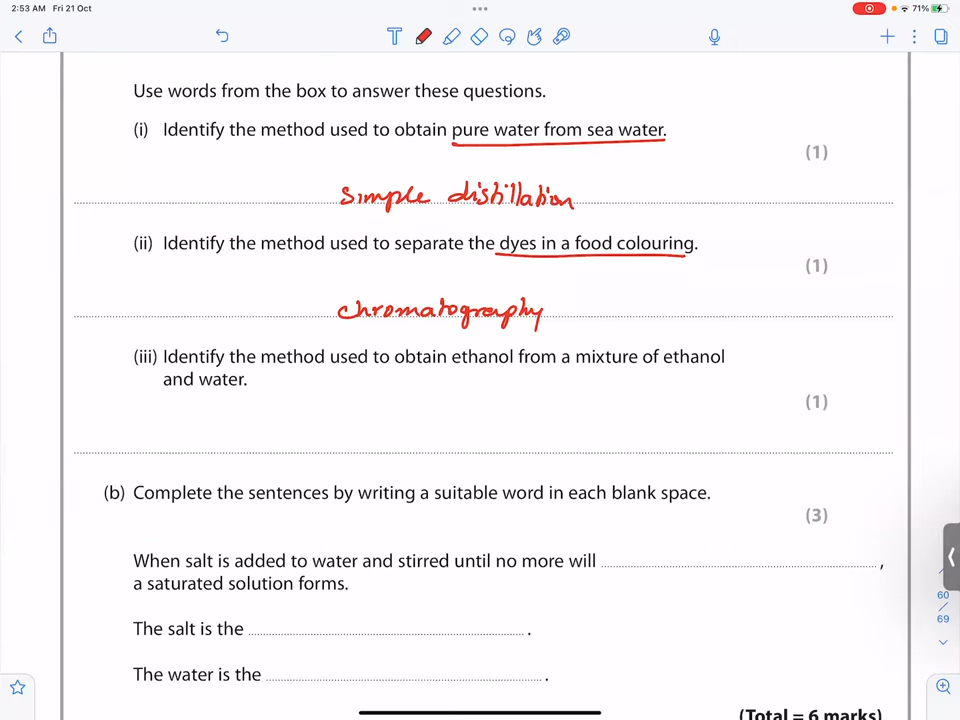 2:53 AM Fri 21 Oct
71%
Use words from the box to answer these questions.
(i) Identify the method used to obtain pure water from sea water.
(1)
Simple distillation
(ii) Identify the method used to separate the dyes in a food colouring.
(1)
chromatography
(iii) Identify the method used to obtain ethanol from a mixture of ethanol
and water.
(1)
(b) Complete the sentences by writing a suitable word in each blank space.
(3)
When salt is added to water and stirred until no more will ,
a saturated solution forms.
The salt is the .
The water is the .
60
/
69
(Total = 6 marks)